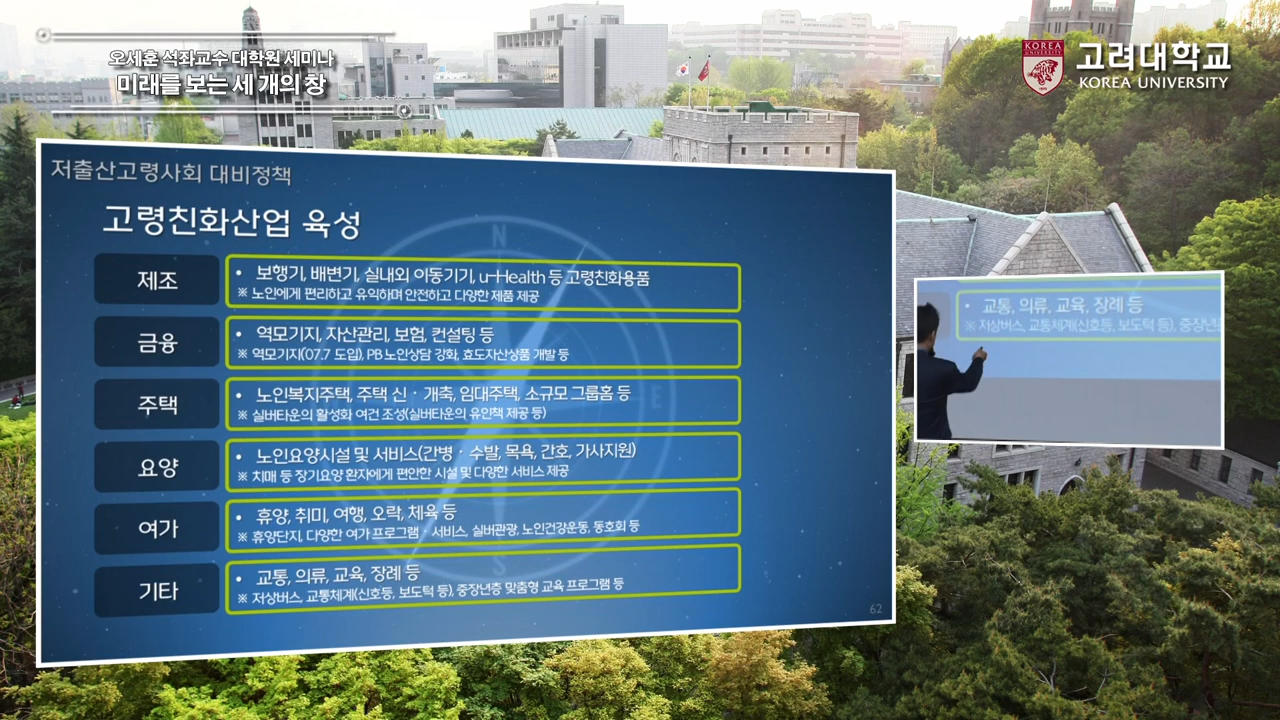 오세훈 석좌교수 대학원 세미나
미래를 보는 세 개의 창
KOREA
UNIVERSITY
1905
고려대학교
KOREA UNIVERSITY
저출산고령사회 대비정책
고령친화산업 육성
제조
• 보행기, 배변기, 실내외 이동기기, u-Health 등 고령친화용품
※ 노인에게 편리하고 유익하며 안전하고 다양한 제품 제공
금융
• 역모기지, 자산관리, 보험, 컨설팅 등
※ 역모기지('07.7 도입), PB 노인상담 강화, 효도자산상품 개발 등
주택
• 노인복지주택, 주택 신 · 개축, 임대주택, 소규모 그룹홈 등
※ 실버타운의 활성화 여건 조성(실버타운의 유인책 제공 등)
요양
• 노인요양시설 및 서비스(간병 · 수발, 목욕, 간호, 가사지원)
※ 치매 등 장기요양 환자에게 편안한 시설 및 다양한 서비스 제공
여가
• 휴양, 취미, 여행, 오락, 체육 등
※ 휴양단지, 다양한 여가 프로그램 · 서비스, 실버관광, 노인건강운동, 동호회 등
기타
• 교통, 의류, 교육, 장례 등
※ 저상버스, 교통체계(신호등, 보도턱 등), 중장년층 맞춤형 교육 프로그램 등
N
E
S
62
• 교통, 의류, 교육, 장례 등
※ 저상버스, 교통체계(신호등, 보도턱 등), 중장년